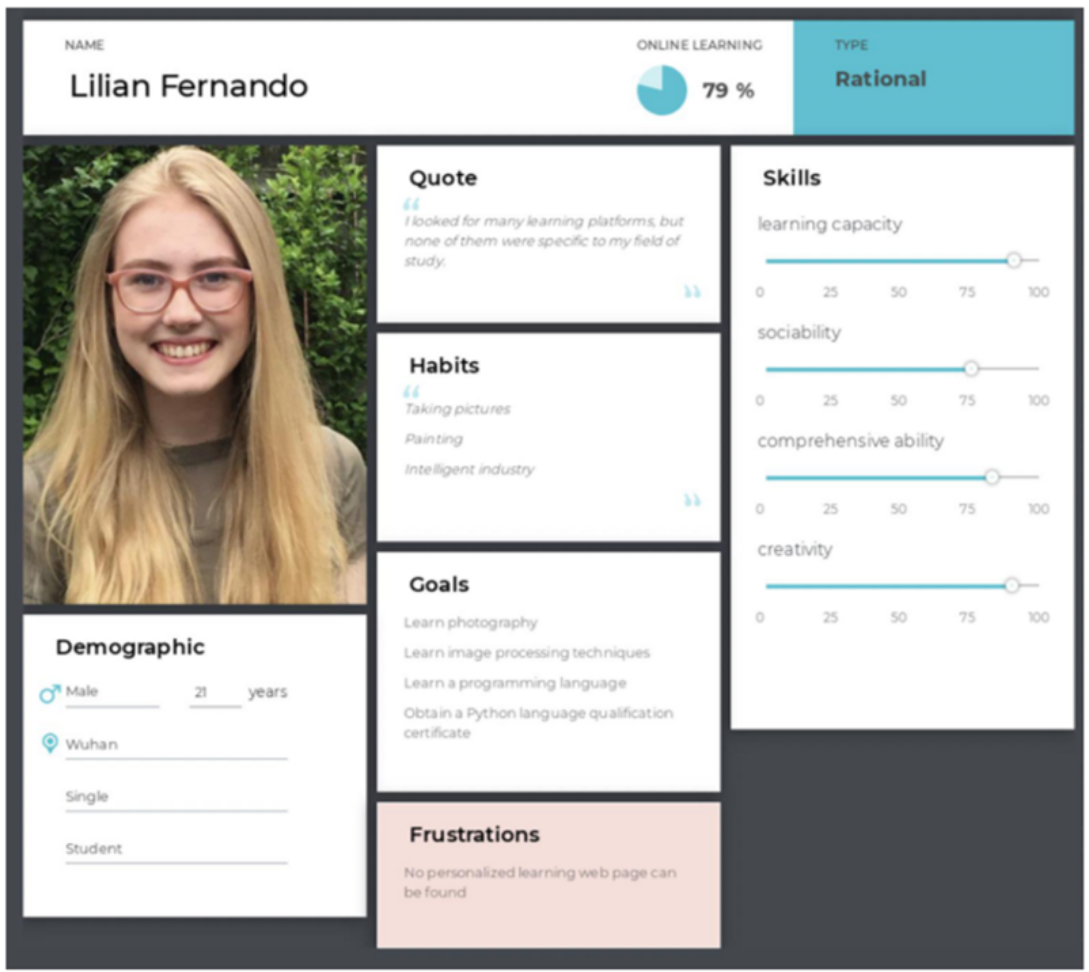 NAME
Lilian Fernando
ONLINE LEARNING
79 %
TYPE
Rational
Quote
“
I looked for many learning platforms, but
none of them were specific to my field of
study.
”
Habits
“
Taking pictures
Painting
Intelligent industry
”
Goals
Learn photography
Learn image processing techniques
Learn a programming language
Obtain a Python language qualification
certificate
Frustrations
No personalized learning web page can
be found
Skills
learning capacity
0 25 50 75 100
sociability
0 25 50 75 100
comprehensive ability
0 25 50 75 100
creativity
0 25 50 75 100
Demographic
Male 21 years
Wuhan
Single
Student